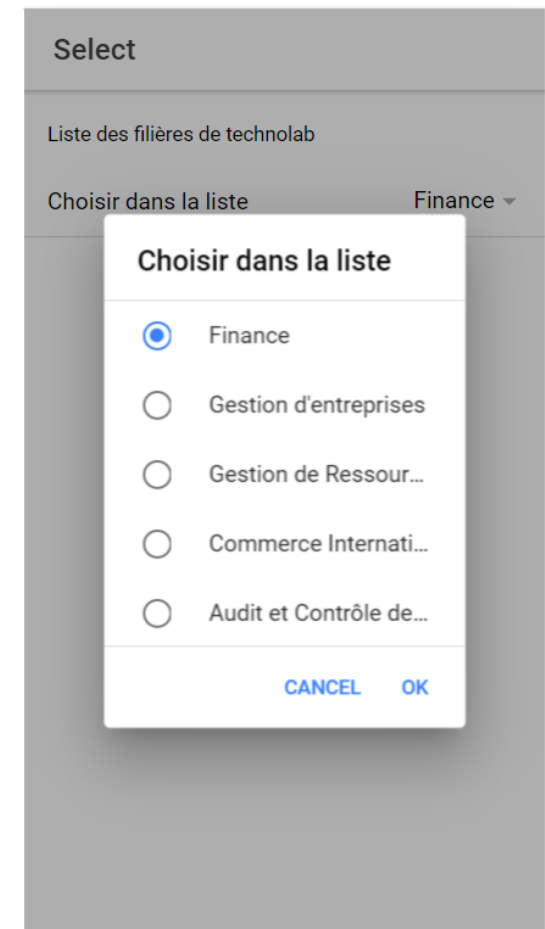 Select
Liste des filières de technolab
Choisir dans la liste Finance
Choisir dans la liste
Finance
Gestion d'entreprises
Gestion de Ressour...
Commerce Internati...
Audit et Contrôle de...
CANCEL OK